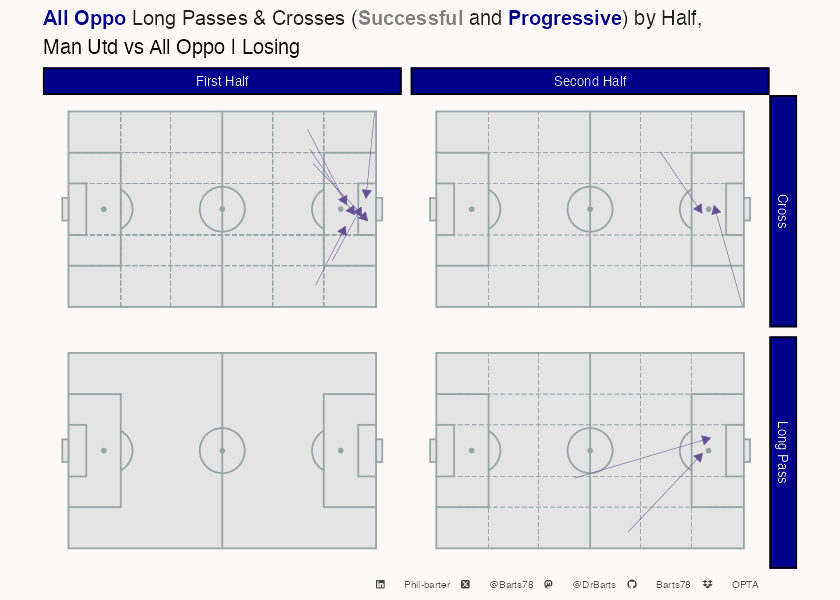 All Oppo Long Passes & Crosses (Successful and Progressive) by Half,
Man Utd vs All Oppo I Losing
First Half
Second Half
Cross
Long Pass
Phil-barter @Barts78 @DrBarts Barts78 OPTA